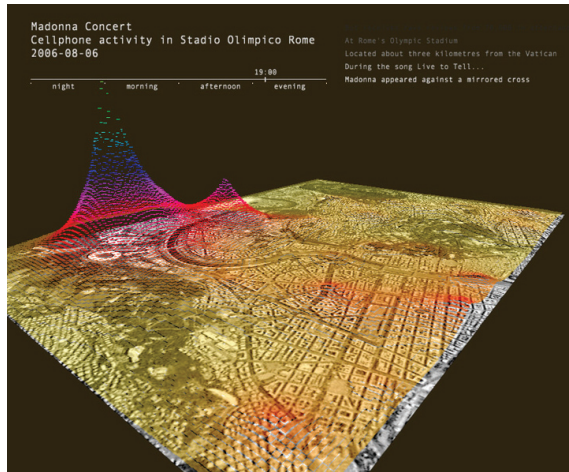 Madonna Concert
Cellphone activity in Stadio Olimpico Rome
2006-08-06
19:00
night morning afternoon evening
At Rome's Olympic Stadium
Located about three kilometres from the Vatican
During the song Live to Tell...
Madonna appeared against a mirrored cross